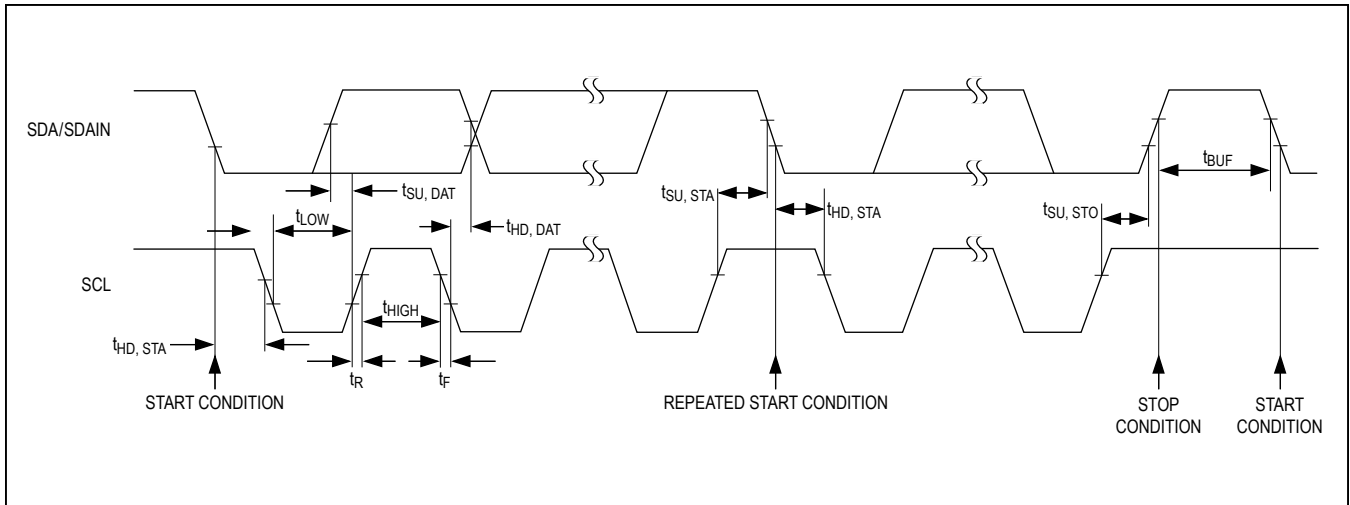 SDA/SDAIN
tSU, DAT
tLOW
tHD, DAT
tSU, STA
tHD, STA
tBUF
tSU, STO
SCL
tHIGH
tHD, STA
tR
tF
START CONDITION
REPEATED START CONDITION
STOP
CONDITION
START
CONDITION